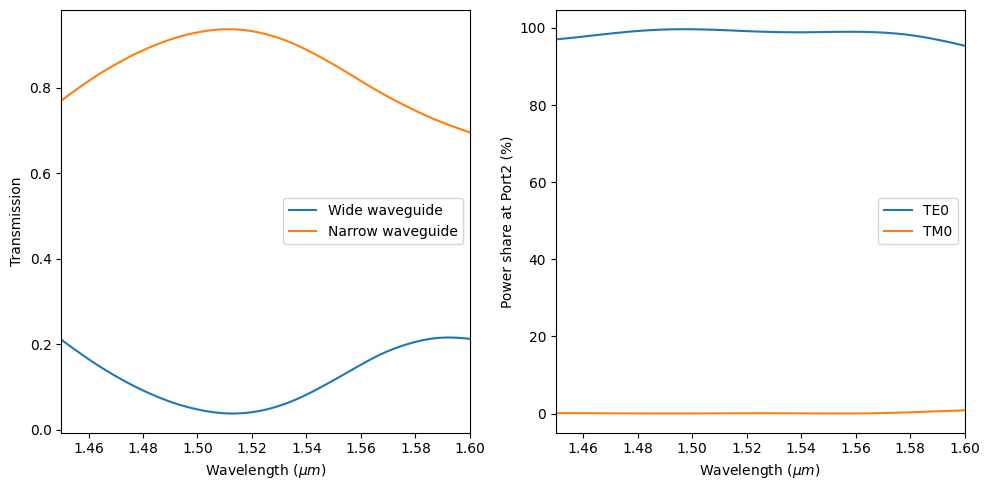 Transmission
0.8
0.6
0.4
0.2
0.0
1.46 1.48 1.50 1.52 1.54 1.56 1.58 1.60
Wavelength (μm)
Wide waveguide
Narrow waveguide
Power share at Port2 (%)
100
80
60
40
20
0
1.46 1.48 1.50 1.52 1.54 1.56 1.58 1.60
Wavelength (μm)
TE0
TM0